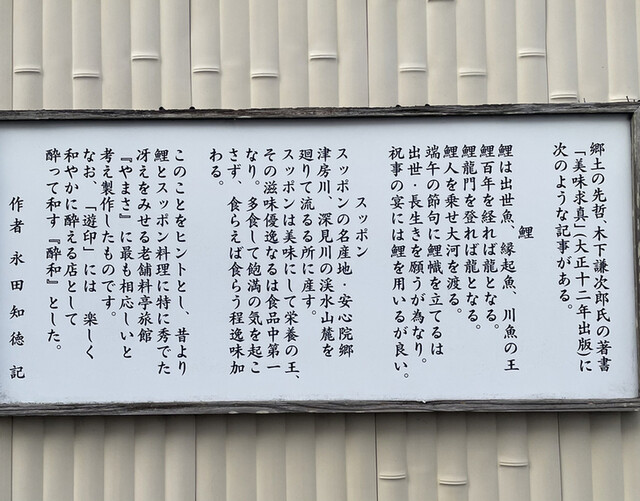 郷土の先哲、木下謙次郎氏の著書
「美味求真」(大正十二年出版)に
次のような記事がある。
鯉
鯉は出世魚、縁起魚、川魚の王
鯉百年を経れば龍となる。
鯉龍門を登れば龍となる。
鯉人を乗せ大河を渡る。
端午の節句に鯉幟を立てるは
出世・長生きを願うが為なり。
祝事の宴には鯉を用いるが良い。
スッポン
スッポンの名産地・安心院郷
津房川、深見川の渓水山麓を
廻りて流るる所に産す。
スッポンは美味にして栄養の王、
その滋味優逸なるは食品中第一
なり。多食して飽満の気を起こ
さず、食らえば食らう程逸味加
わる。
このことをヒントとし、昔より
鯉とスッポン料理に特に秀でた
冴えをみせる老舗料亭旅館
『やまさ』に最も相応しいと
考え製作したものです。
なお、「遊印」には 楽しく
和やかに酔える店として
酔って和す『酔和』とした。
作者 永田知徳 記